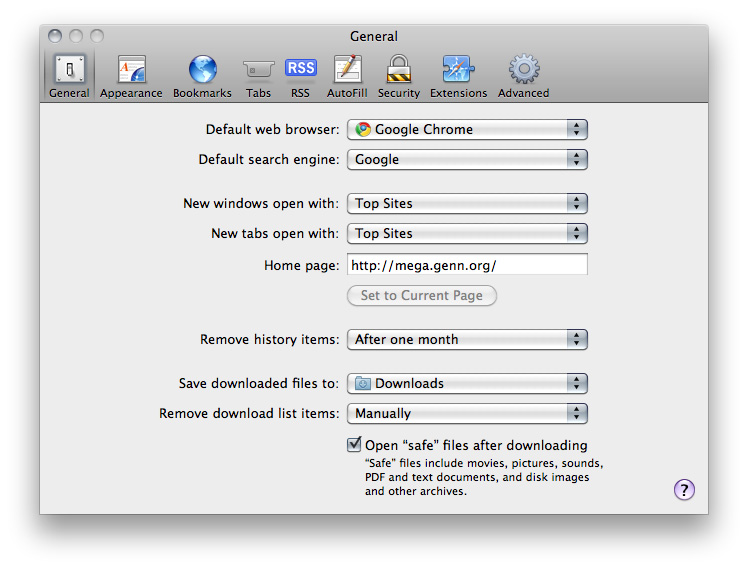 General
General Appearance Bookmarks Tabs RSS RSS AutoFill Security Extensions Advanced
Default web browser: Google Chrome
Default search engine: Google
New windows open with: Top Sites
New tabs open with: Top Sites
Home page: http://mega.genn.org/
Set to Current Page
Remove history items: After one month
Save downloaded files to: Downloads
Remove download list items: Manually
Open “safe” files after downloading
“Safe” files include movies, pictures, sounds,
PDF and text documents, and disk images
and other archives.
?